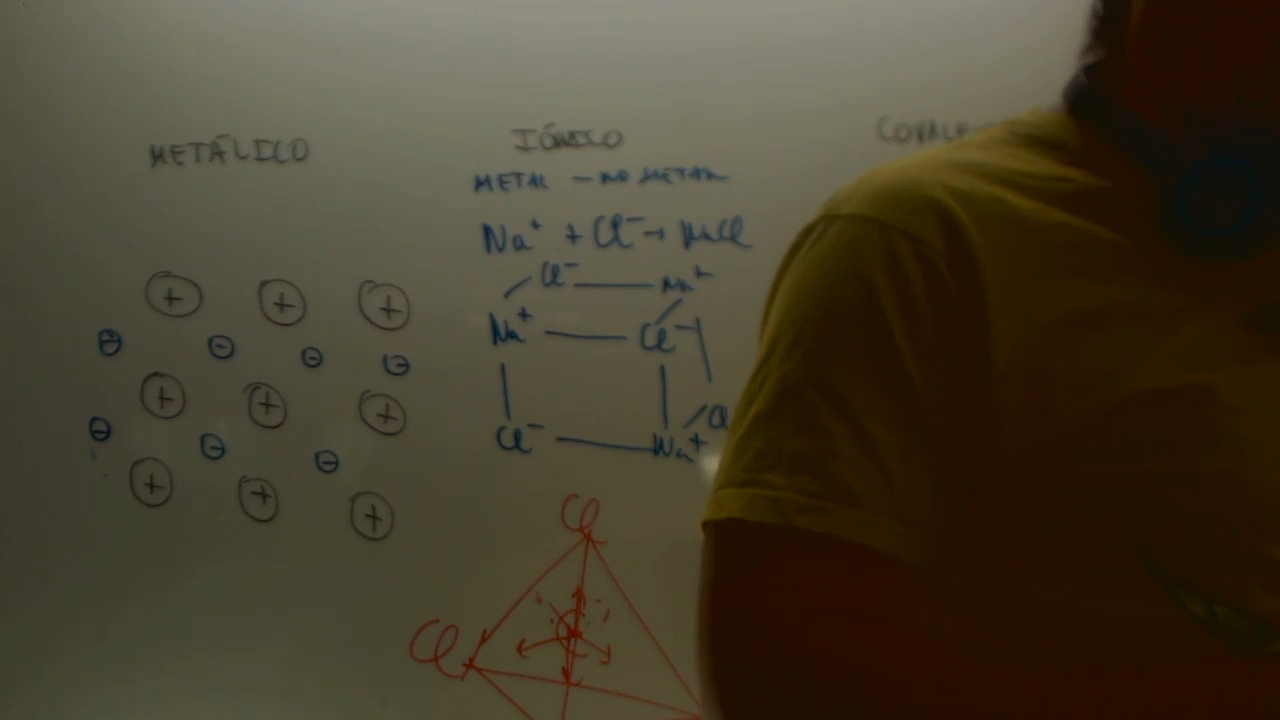 METÁLICO
IÓNICO
METAL - NO METAL
Na⁺ + Cl⁻ → NaCl
Cl⁻ Na⁺
Na⁺ Cl⁻
Cl⁻ Na⁺
Cl
Cl
+ + +
- - - -
+ + +
- - -
+ + +